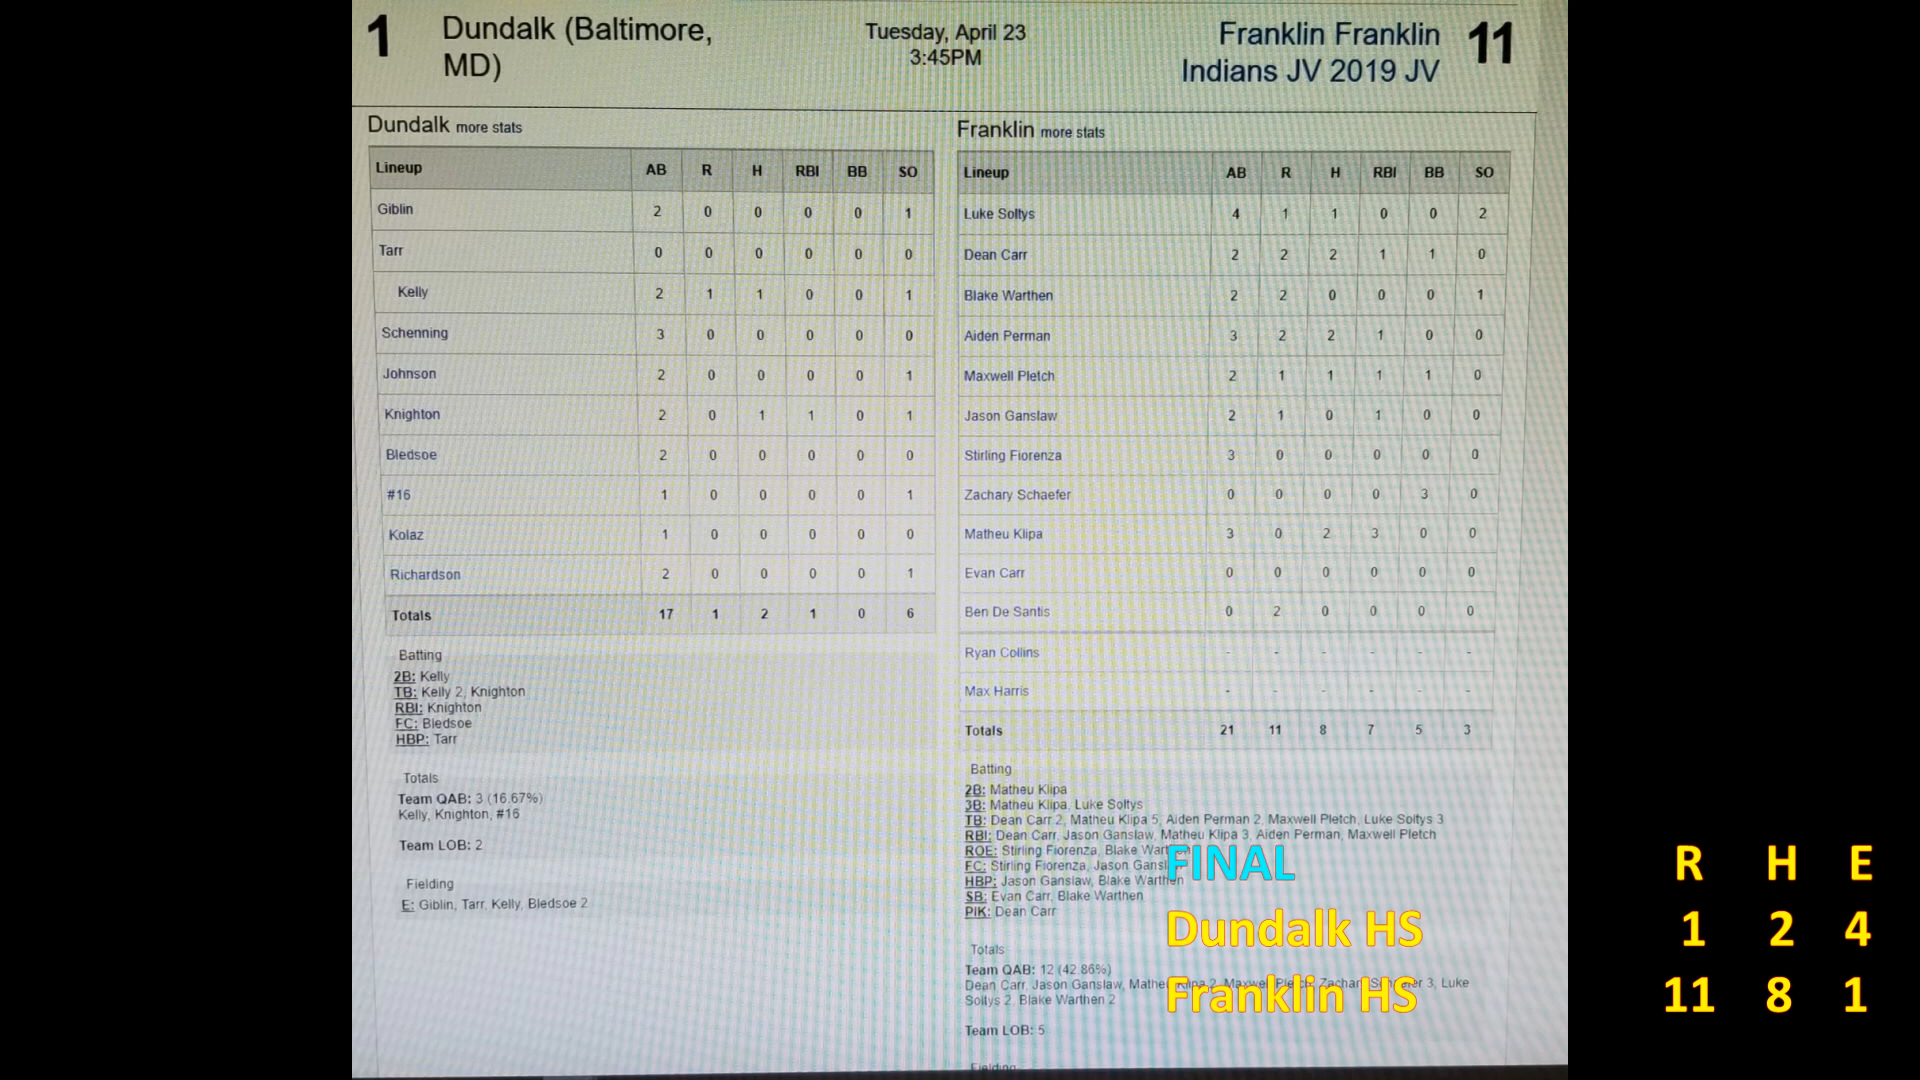 1
Dundalk (Baltimore,
MD)
Tuesday, April 23
3:45PM
Franklin Franklin
Indians JV 2019 JV
11
Dundalk more stats
Lineup AB R H RBI BB SO
Giblin 2 0 0 0 0 1
Tarr 0 0 0 0 0 0
Kelly 2 1 1 0 0 1
Schenning 3 0 0 0 0 0
Johnson 2 0 0 0 0 1
Knighton 2 0 1 1 0 1
Bledsoe 2 0 0 0 0 0
#16 1 0 0 0 0 1
Kolaz 1 0 0 0 0 0
Richardson 2 0 0 0 0 1
Totals 17 1 2 1 0 6
Batting
2B: Kelly
TB: Kelly 2, Knighton
RBI: Knighton
FC: Bledsoe
HBP: Tarr
Totals
Team QAB: 3 (16.67%)
Kelly, Knighton, #16
Team LOB: 2
Fielding
E: Giblin, Tarr, Kelly, Bledsoe 2
Franklin more stats
Lineup AB R H RBI BB SO
Luke Soltys 4 1 1 0 0 2
Dean Carr 2 2 2 1 1 0
Blake Warthen 2 2 0 0 0 1
Aiden Perman 3 2 2 1 0 0
Maxwell Pletch 2 1 1 1 1 0
Jason Ganslaw 2 1 0 1 0 0
Stirling Fiorenza 3 0 0 0 0 0
Zachary Schaefer 0 0 0 0 3 0
Matheu Klipa 3 0 2 3 0 0
Evan Carr 0 0 0 0 0 0
Ben De Santis 0 2 0 0 0 0
Ryan Collins - - - - - -
Max Harris - - - - - -
Totals 21 11 8 7 5 3
Batting
2B: Matheu Klipa
3B: Matheu Klipa, Luke Soltys
TB: Dean Carr 2, Matheu Klipa 5, Aiden Perman 2, Maxwell Pletch, Luke Soltys 3
RBI: Dean Carr, Jason Ganslaw, Matheu Klipa 3, Aiden Perman, Maxwell Pletch
ROE: Stirling Fiorenza, Blake Warthen
FC: Stirling Fiorenza, Jason Ganslaw
HBP: Jason Ganslaw, Blake Warthen
SB: Evan Carr, Blake Warthen
PIK: Dean Carr
Totals
Team QAB: 12 (42.86%)
Dean Carr, Jason Ganslaw, Matheu Klipa 2, Maxwell Pletch, Zachary Schaefer 3, Luke
Soltys 2, Blake Warthen 2
Team LOB: 5
Fielding
FINAL R H E
Dundalk HS 1 2 4
Franklin HS 11 8 1